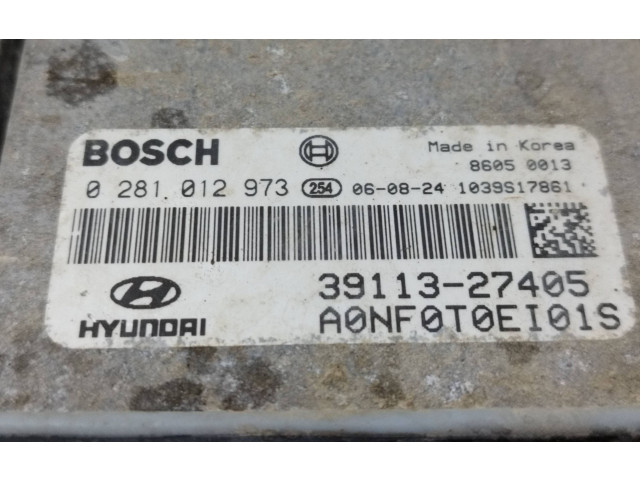 BOSCH
Made in Korea
8605 0013
0 281 012 973 254 06-08-24 1039S17861
39113-27405
HYUNDAI
A0NF0T0EI01S